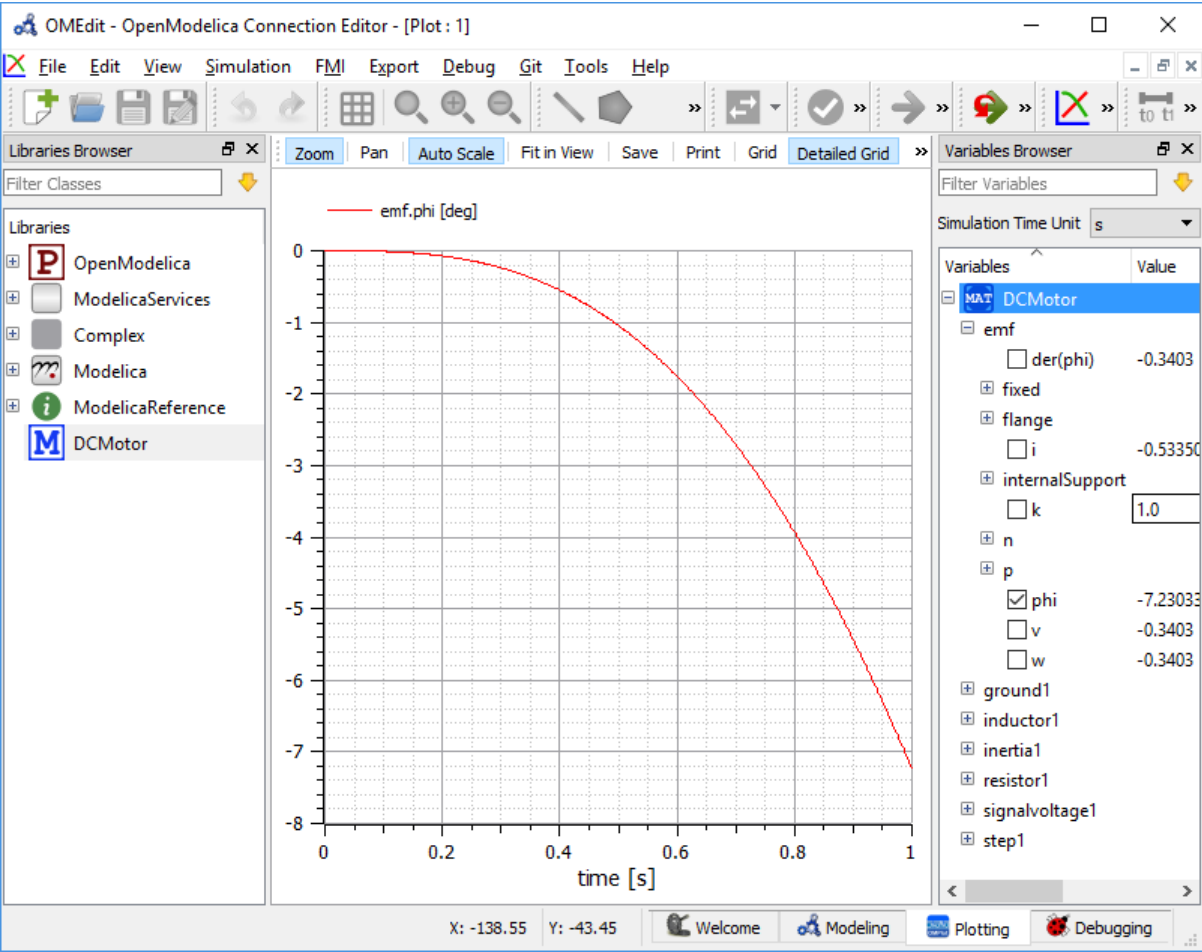 OMEdit - OpenModelica Connection Editor - [Plot : 1]
File Edit View Simulation FMI Export Debug Git Tools Help
t0 t1
Libraries Browser
Filter Classes
Libraries
P OpenModelica
ModelicaServices
Complex
m Modelica
i ModelicaReference
M DCMotor
Zoom Pan Auto Scale Fit in View Save Print Grid Detailed Grid »
emf.phi [deg]
0
-1
-2
-3
-4
-5
-6
-7
-8
0 0.2 0.4 0.6 0.8 1
time [s]
Variables Browser
Filter Variables
Simulation Time Unit s
Variables Value
MAT DCMotor
emf
der(phi) -0.3403
fixed
flange
i -0.53350
internalSupport
k 1.0
n
p
phi -7.23033
v -0.3403
w -0.3403
ground1
inductor1
inertia1
resistor1
signalvoltage1
step1
X: -138.55 Y: -43.45 Welcome Modeling Plotting Debugging